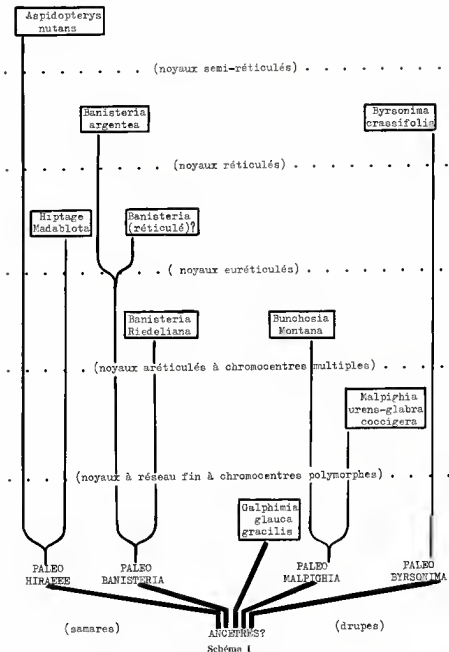 Aspidopterys
nutans
(noyaux semi-réticulés)
Banisteria
argentea
Byrsonima
crassifolia
(noyaux réticulés)
Hiptage
Madablota
Banisteria
(réticulé)?
( noyaux euréticulés)
Banisteria
Riedeliana
Bunchosia
Montana
(noyaux aréticulés à chromocentres multiples)
Malpighia
urens-glabra
coccigera
(noyaux à réseau fin à chromocentres polymorphes)
Galphimia
glauca
gracilis
PALEO
HIRAEEE
PALEO
BANISTERIA
PALEO
MALPIGHIA
PALEO
BYRSONIMA
(samares)
ANCETRES?
(drupes)
Schéma 1